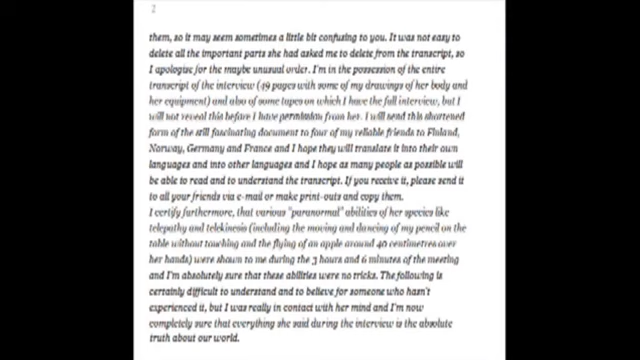 2
them, so it may seem sometimes a little bit confusing to you. It was not easy to
delete all the important parts she had asked me to delete from the transcript, so
I apologise for the maybe unusual order. I'm in the possession of the entire
transcript of the interview (49 pages with some of my drawings of her body and
her equipment) and also of some tapes on which I have the full interview, but I
will not reveal this before I have permission from her. I will send this shortened
form of the still fascinating document to four of my reliable friends to Finland,
Norway, Germany and France and I hope they will translate it into their own
languages and into other languages and I hope as many people as possible will
be able to read and to understand the transcript. If you receive it, please send it
to all your friends via e-mail or make print-outs and copy them.
I certify furthermore, that various "paranormal" abilities of her species like
telepathy and telekinesis (including the moving and dancing of my pencil on the
table without touching and the flying of an apple around 40 centimetres over
her hands) were shown to me during the 3 hours and 6 minutes of the meeting
and I'm absolutely sure that these abilities were no tricks. The following is
certainly difficult to understand and to believe for someone who hasn't
experienced it, but I was really in contact with her mind and I'm now
completely sure that everything she said during the interview is the absolute
truth about our world.